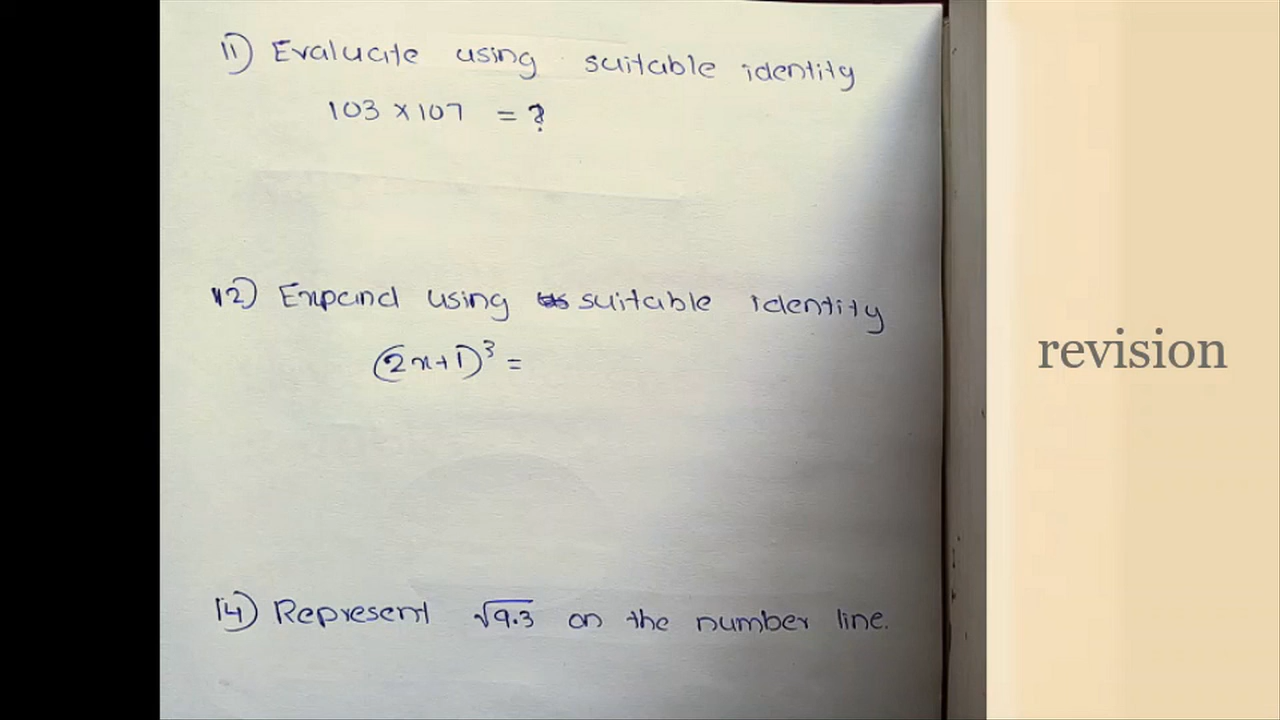 11) Evaluate using suitable identity
103 × 107 = ?
12) Expand using suitable identity
(2x+1)³ =
revision
14) Represent √9.3 on the number line.